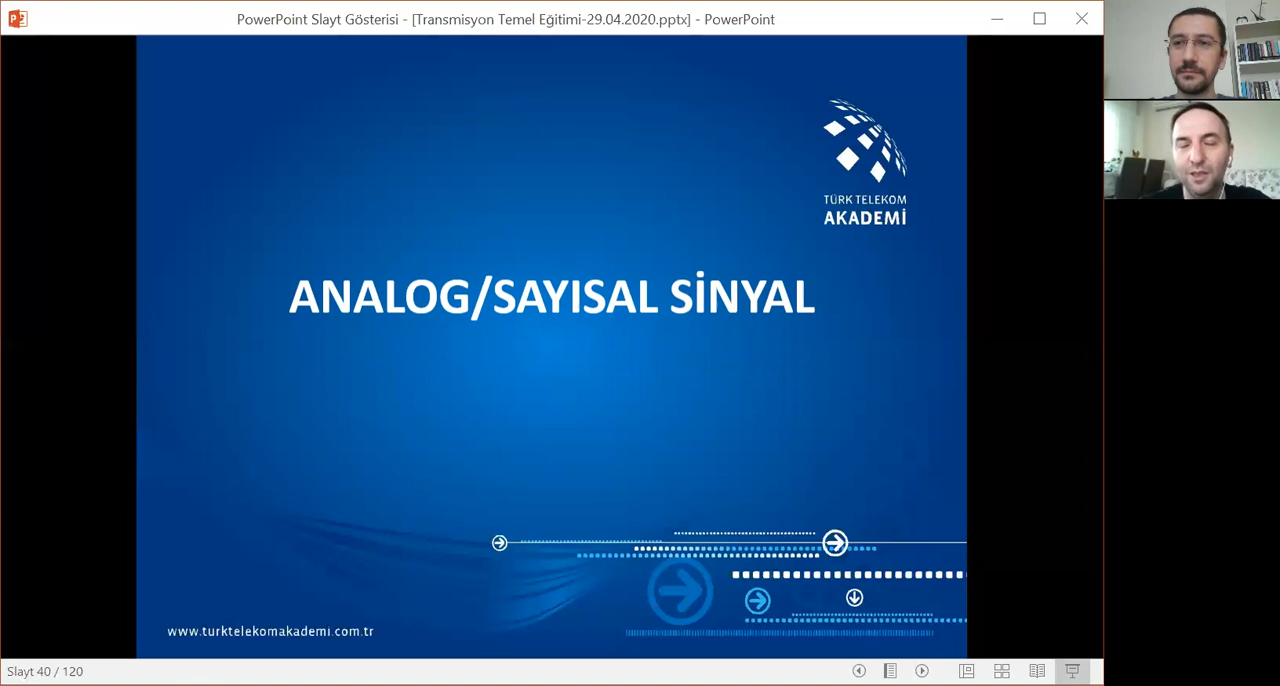 PowerPoint Slayt Gösterisi - [Transmisyon Temel Eğitimi-29.04.2020.pptx] - PowerPoint
TÜRK TELEKOM
AKADEMİ
ANALOG/SAYISAL SİNYAL
www.turktelekomakademi.com.tr
Slayt 40 / 120